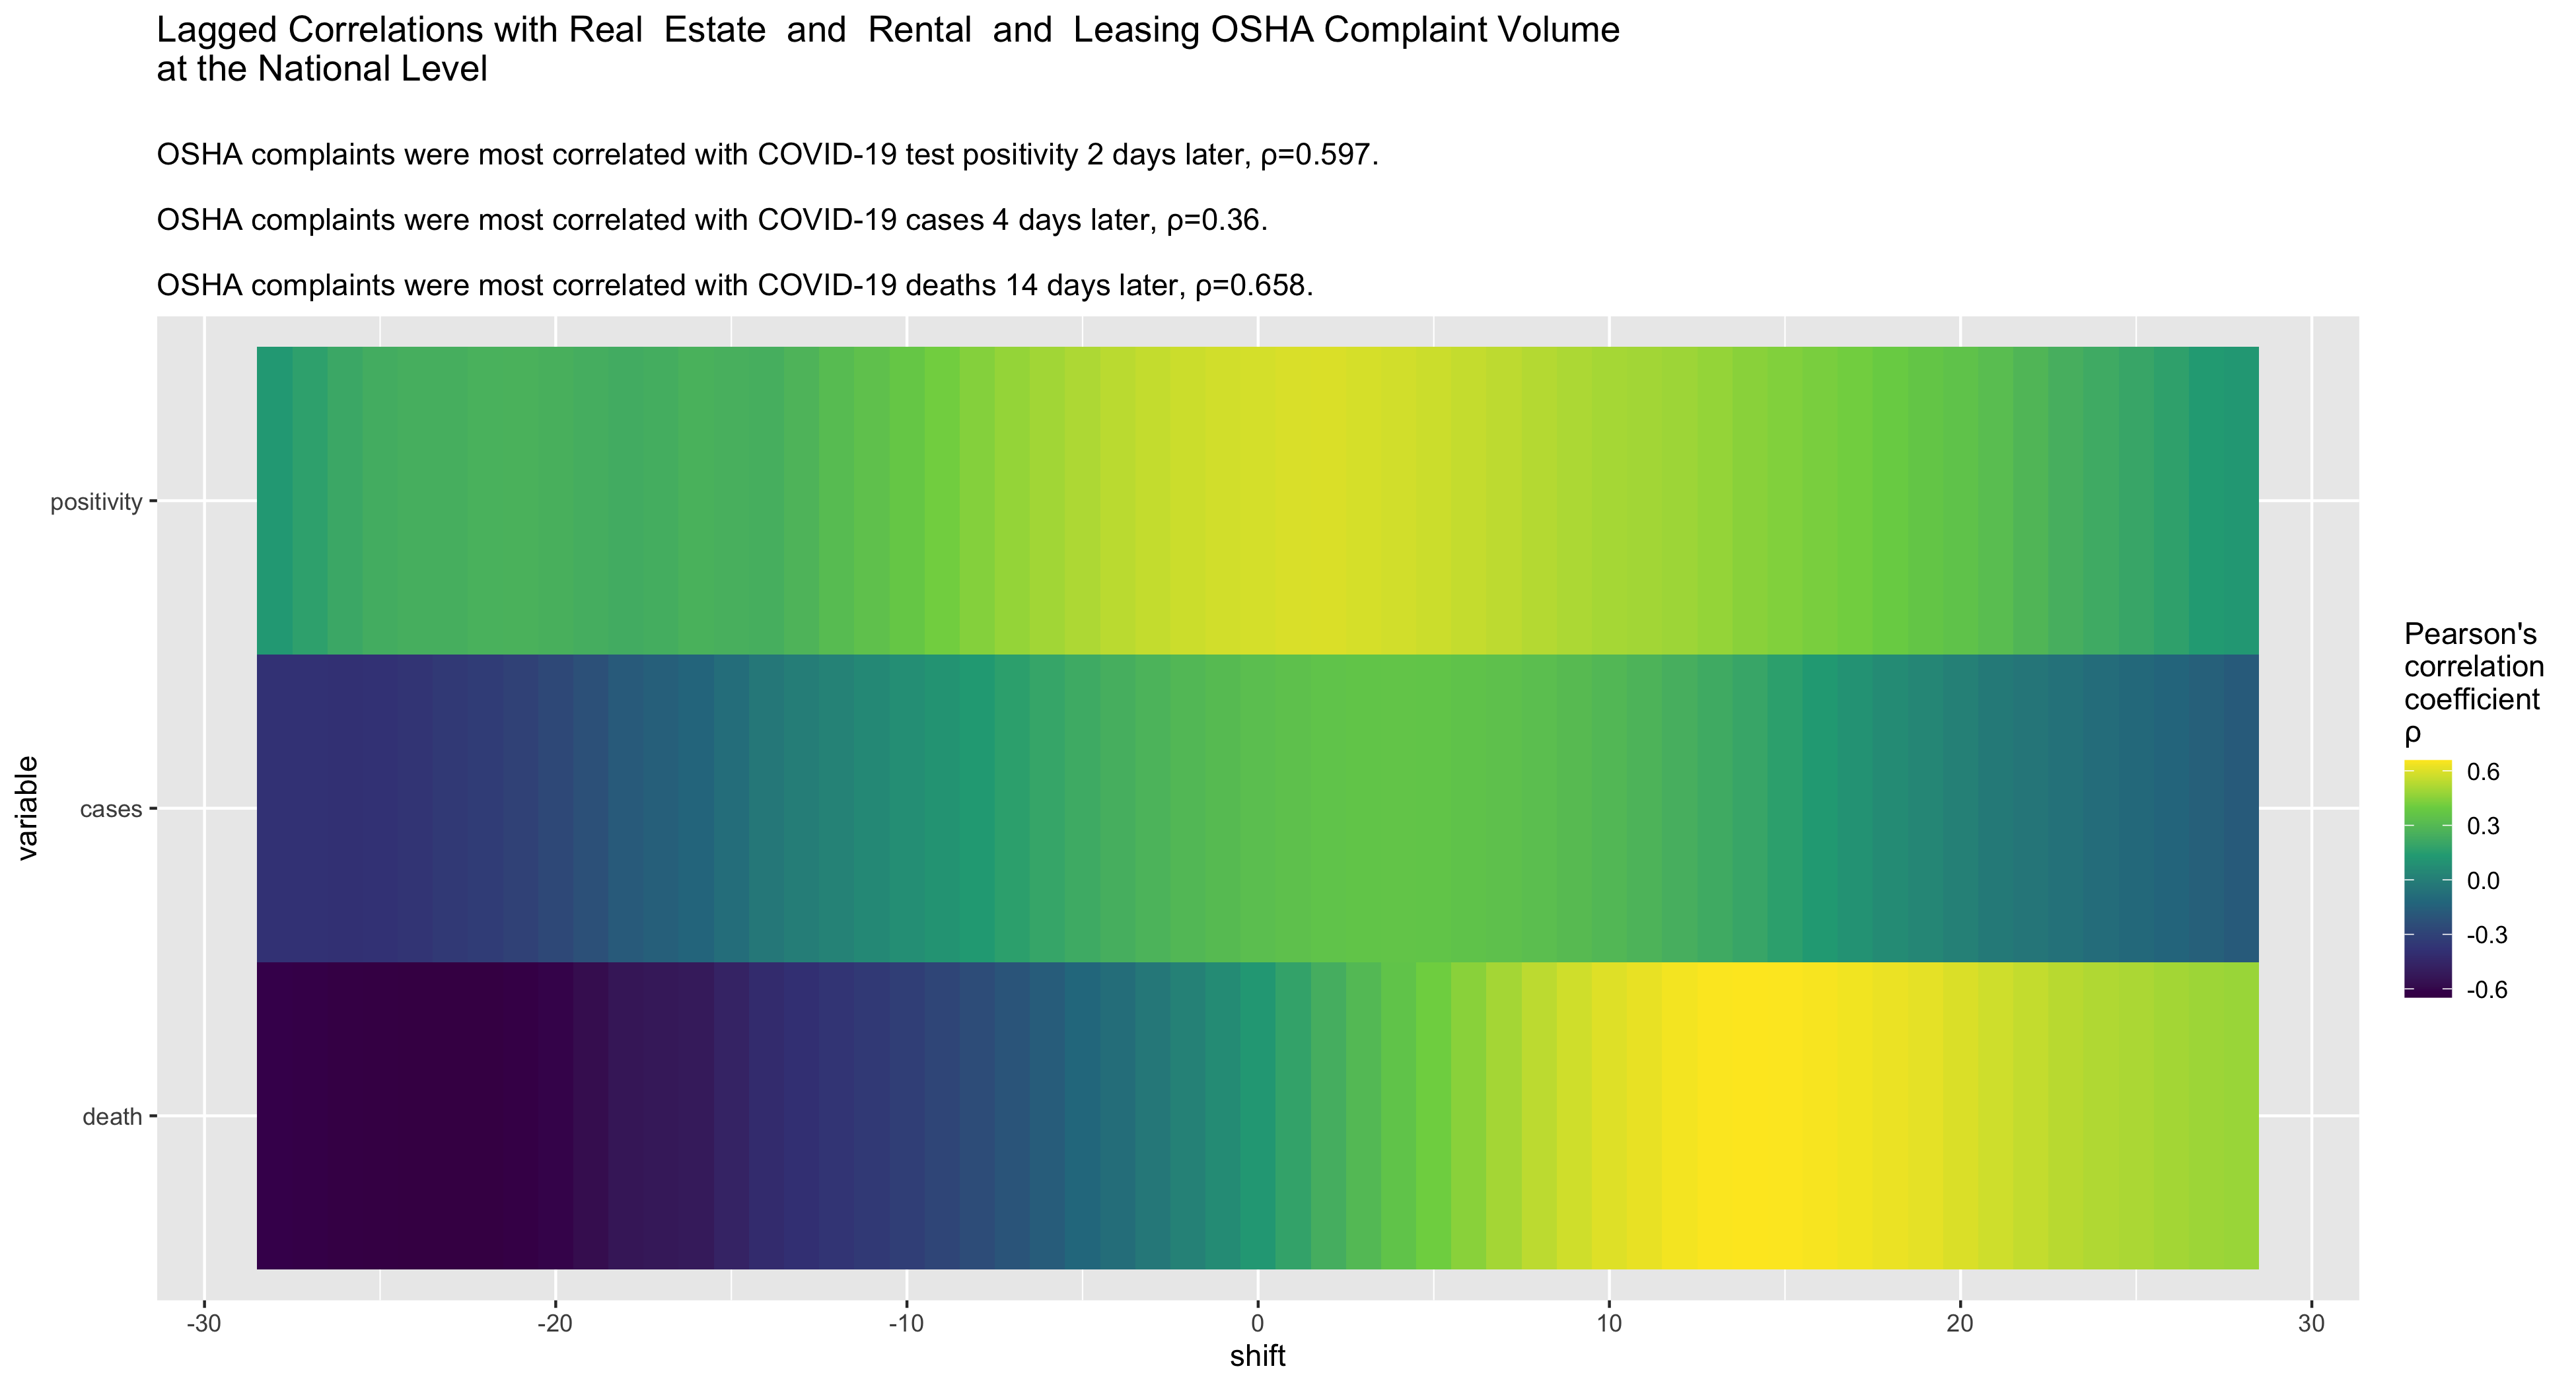 Lagged Correlations with Real  Estate  and  Rental  and  Leasing OSHA Complaint Volume
at the National Level
OSHA complaints were most correlated with COVID-19 test positivity 2 days later, ρ=0.597.
OSHA complaints were most correlated with COVID-19 cases 4 days later, ρ=0.36.
OSHA complaints were most correlated with COVID-19 deaths 14 days later, ρ=0.658.
variable
positivity
cases
death
-30
-20
-10
0
10
20
30
shift
Pearson's
correlation
coefficient
ρ
0.6
0.3
0.0
-0.3
-0.6